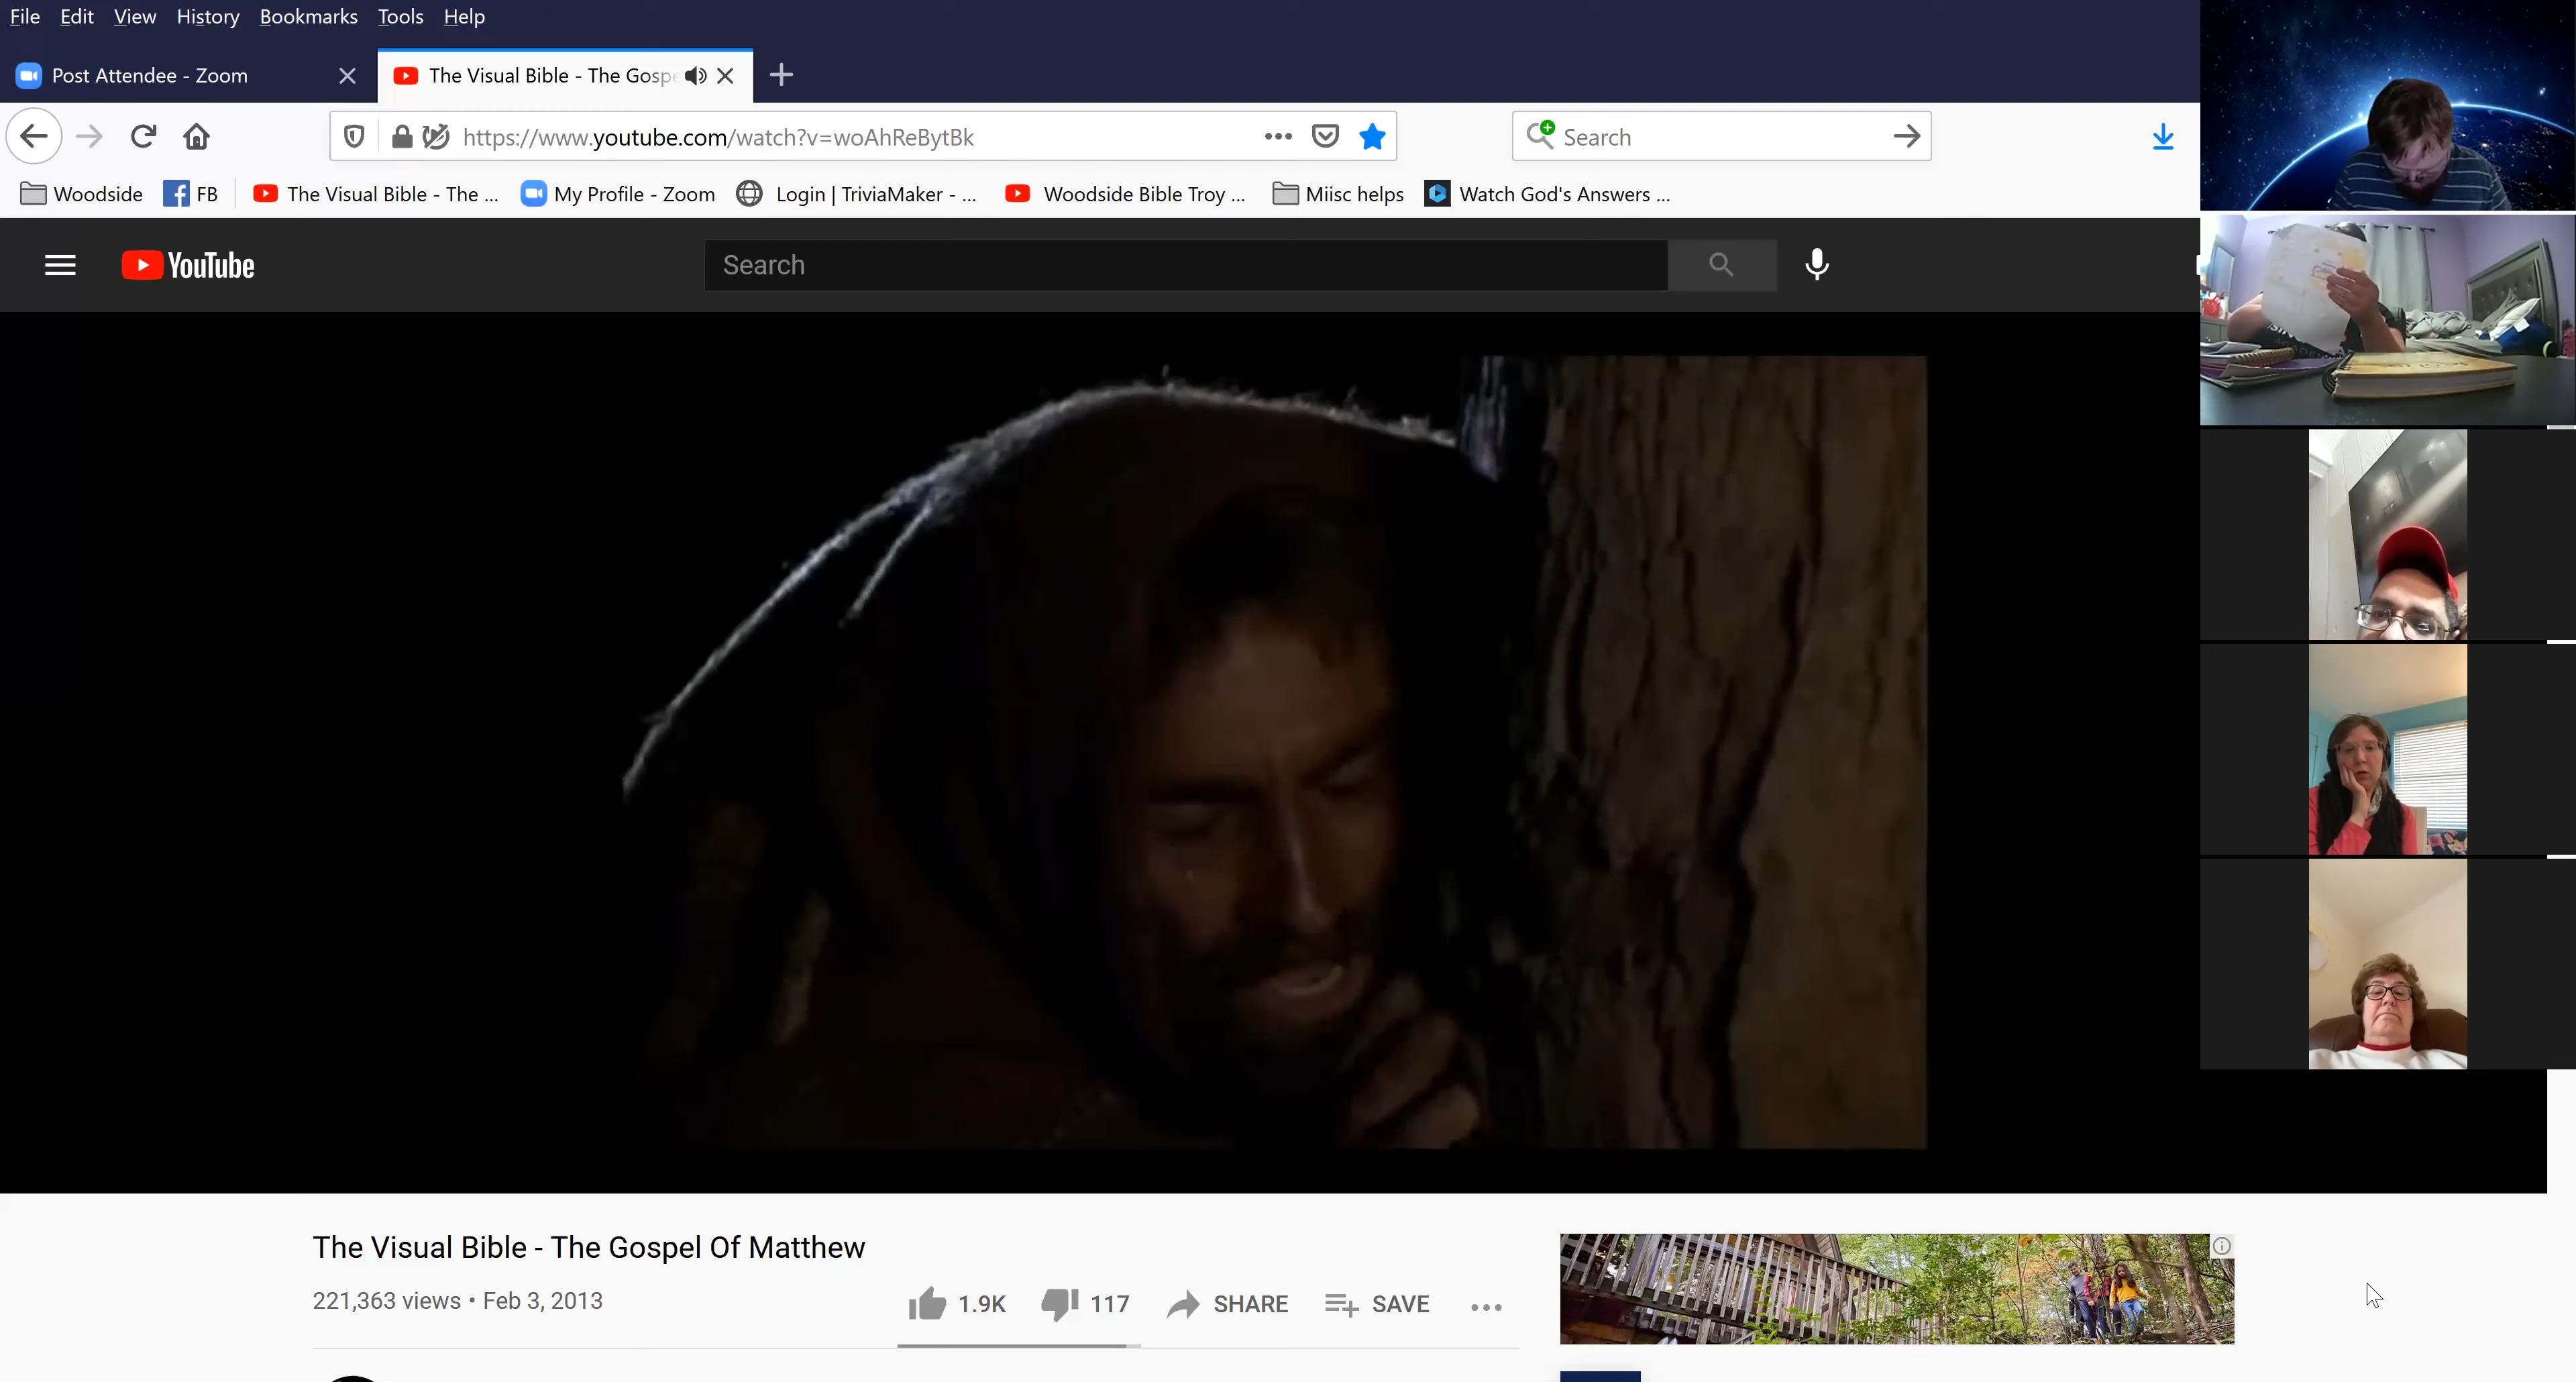 File Edit View History Bookmarks Tools Help
Post Attendee - Zoom
The Visual Bible - The Gosp
https://www.youtube.com/watch?v=woAhReBytBk
Search
Woodside FB The Visual Bible - The ... My Profile - Zoom Login | TriviaMaker - ... Woodside Bible Troy ... Miisc helps Watch God's Answers ...
YouTube
Search
The Visual Bible - The Gospel Of Matthew
221,363 views • Feb 3, 2013
1.9K 117 SHARE SAVE